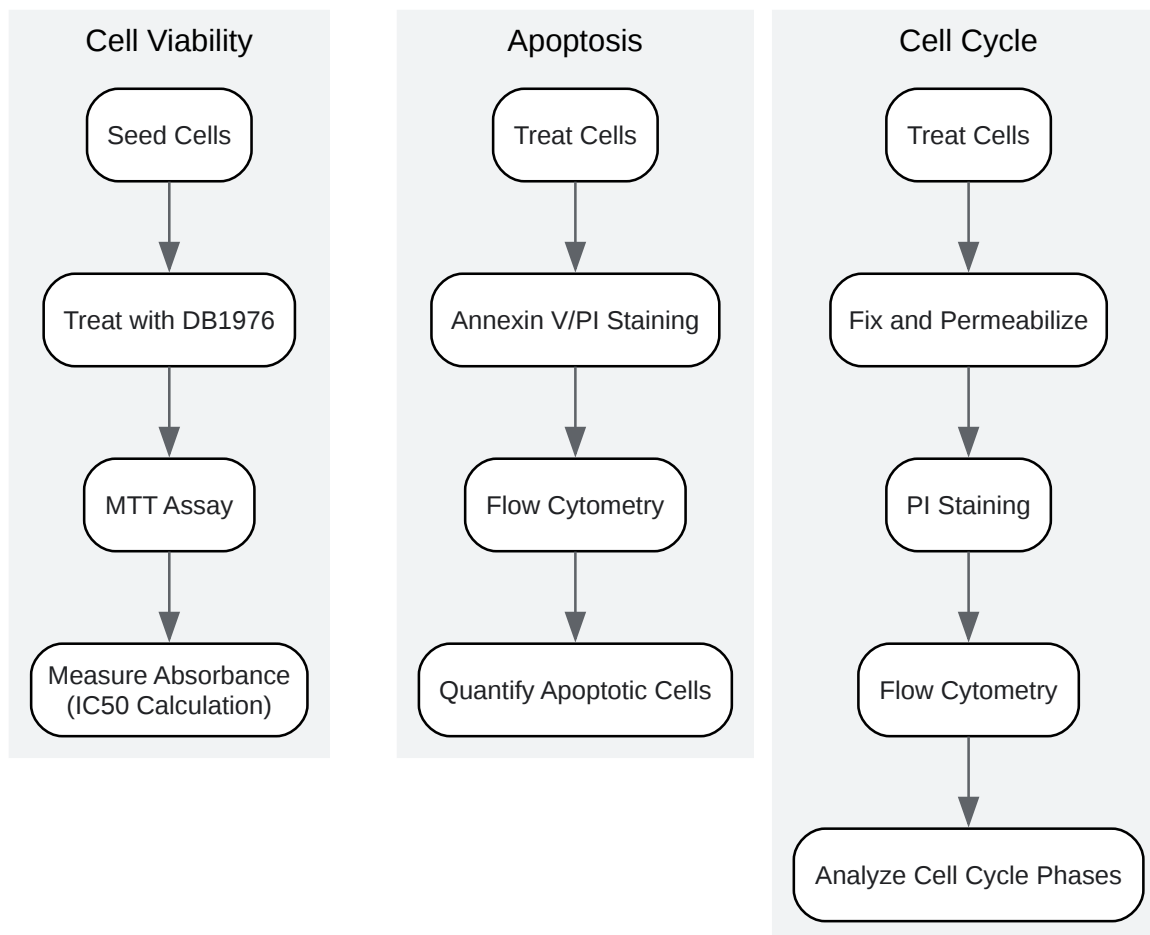 Cell Viability
Seed Cells
Treat with DB1976
MTT Assay
Measure Absorbance
(IC50 Calculation)
Apoptosis
Treat Cells
Annexin V/PI Staining
Flow Cytometry
Quantify Apoptotic Cells
Cell Cycle
Treat Cells
Fix and Permeabilize
PI Staining
Flow Cytometry
Analyze Cell Cycle Phases